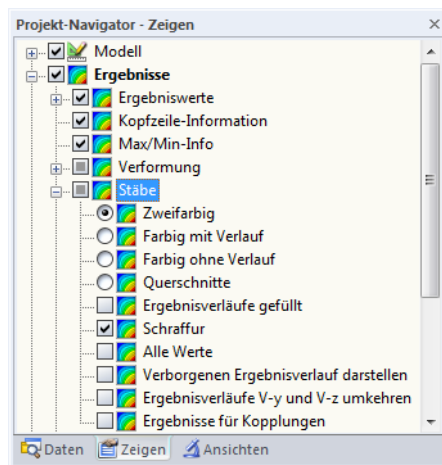 Projekt-Navigator - Zeigen
Modell
Ergebnisse
Ergebniswerte
Kopfzeile-Information
Max/Min-Info
Verformung
Stäbe
Zweifarbig
Farbig mit Verlauf
Farbig ohne Verlauf
Querschnitte
Ergebnisverläufe gefüllt
Schraffur
Alle Werte
Verborgenen Ergebnisverlauf darstellen
Ergebnisverläufe V-y und V-z umkehren
Ergebnisse für Kopplungen
Daten Zeigen Ansichten